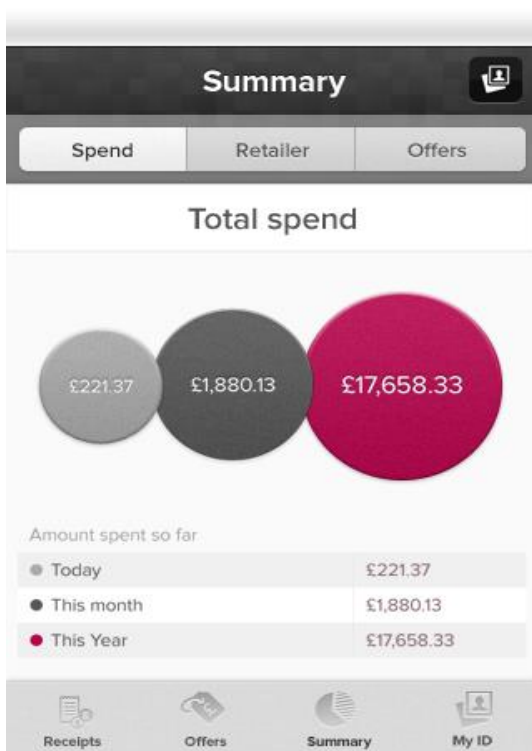 Summary
Spend Retailer Offers
Total spend
£221.37 £1,880.13 £17,658.33
Amount spent so far
Today £221.37
This month £1,880.13
This Year £17,658.33
Receipts Offers Summary My ID